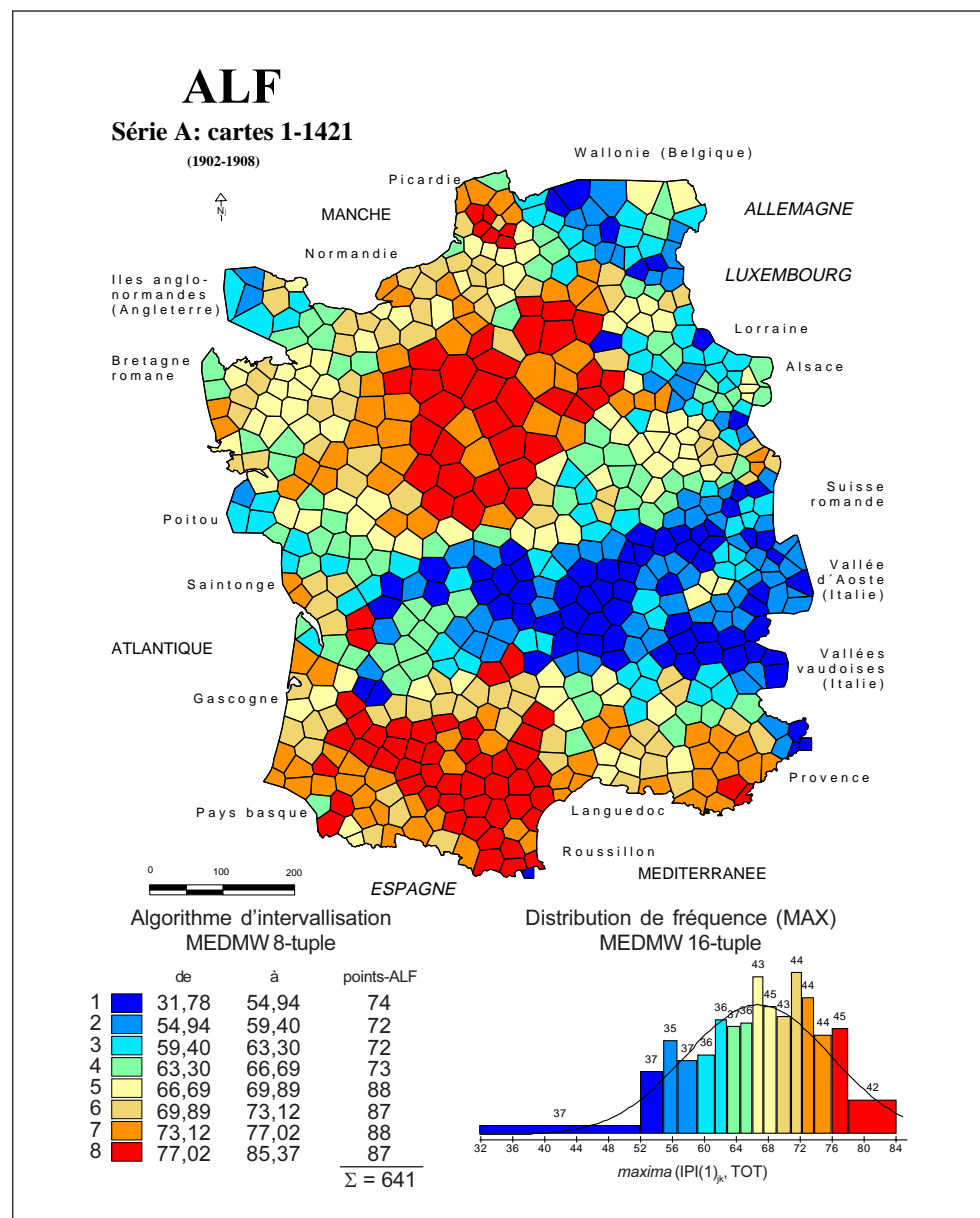 ALF
Série A: cartes 1-1421
(1902-1908)
N
Wallonie (Belgique)
Picardie
MANCHE
ALLEMAGNE
Normandie
LUXEMBOURG
Iles anglo-
normandes
(Angleterre)
Lorraine
Bretagne
romane
Alsace
Suisse
romande
Poitou
Saintonge
Vallée
d´Aoste
(Italie)
ATLANTIQUE
Vallées
vaudoises
(Italie)
Gascogne
Provence
Pays basque
Languedoc
Roussillon
MEDITERRANEE
ESPAGNE
0 100 200
Algorithme d'intervallisation
MEDMW 8-tuple
de à points-ALF
1 31,78 54,94 74
2 54,94 59,40 72
3 59,40 63,30 72
4 63,30 66,69 73
5 66,69 69,89 88
6 69,89 73,12 87
7 73,12 77,02 88
8 77,02 85,37 87
Σ = 641
Distribution de fréquence (MAX)
MEDMW 16-tuple
37 37 35 37 36 36 37 36 43 45 43 44 44 44 45 42
32 36 40 44 48 52 56 60 64 68 72 76 80 84
maxima (IPI(1)jk, TOT)